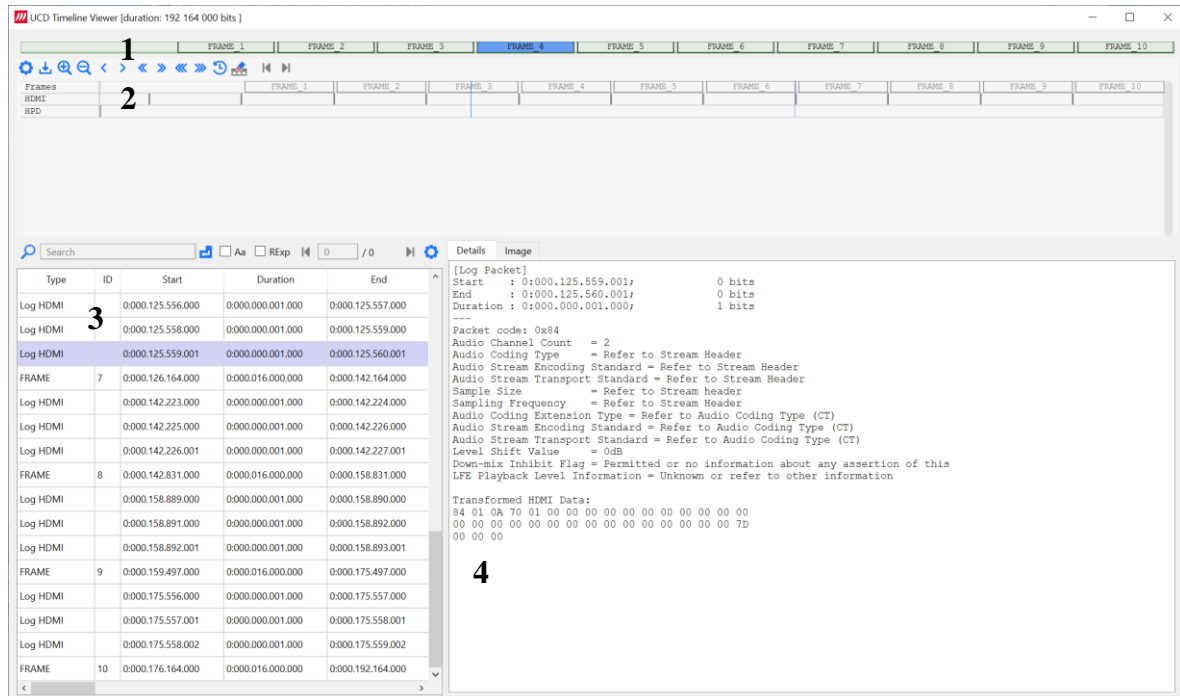 UCD Timeline Viewer [duration: 192 164 000 bits ]
FRAME_1 FRAME_2 FRAME_3 FRAME_4 FRAME_5 FRAME_6 FRAME_7 FRAME_8 FRAME_9 FRAME_10
1
Frames FRAME_1 FRAME_2 FRAME_3 FRAME_4 FRAME_5 FRAME_6 FRAME_7 FRAME_8 FRAME_9 FRAME_10
HDMI
2
HPD
Search Aa RExp 0 / 0
Type ID Start Duration End
Log HDMI 0:000.125.556.000 0:000.000.001.000 0:000.125.557.000
3
Log HDMI 0:000.125.558.000 0:000.000.001.000 0:000.125.559.000
Log HDMI 0:000.125.559.001 0:000.000.001.000 0:000.125.560.001
FRAME 7 0:000.126.164.000 0:000.016.000.000 0:000.142.164.000
Log HDMI 0:000.142.223.000 0:000.000.001.000 0:000.142.224.000
Log HDMI 0:000.142.225.000 0:000.000.001.000 0:000.142.226.000
Log HDMI 0:000.142.226.001 0:000.000.001.000 0:000.142.227.001
FRAME 8 0:000.142.831.000 0:000.016.000.000 0:000.158.831.000
Log HDMI 0:000.158.889.000 0:000.000.001.000 0:000.158.890.000
Log HDMI 0:000.158.891.000 0:000.000.001.000 0:000.158.892.000
Log HDMI 0:000.158.892.001 0:000.000.001.000 0:000.158.893.001
FRAME 9 0:000.159.497.000 0:000.016.000.000 0:000.175.497.000
Log HDMI 0:000.175.556.000 0:000.000.001.000 0:000.175.557.000
Log HDMI 0:000.175.557.001 0:000.000.001.000 0:000.175.558.001
Log HDMI 0:000.175.558.002 0:000.000.001.000 0:000.175.559.002
FRAME 10 0:000.176.164.000 0:000.016.000.000 0:000.192.164.000
Details Image
[Log Packet]
Start : 0:000.125.559.001; 0 bits
End : 0:000.125.560.001; 0 bits
Duration : 0:000.000.001.000; 1 bits
---
Packet code: 0x84
Audio Channel Count = 2
Audio Coding Type = Refer to Stream Header
Audio Stream Encoding Standard = Refer to Stream Header
Audio Stream Transport Standard = Refer to Stream Header
Sample Size = Refer to Stream header
Sampling Frequency = Refer to Stream Header
Audio Coding Extension Type = Refer to Audio Coding Type (CT)
Audio Stream Encoding Standard = Refer to Audio Coding Type (CT)
Audio Stream Transport Standard = Refer to Audio Coding Type (CT)
Level Shift Value = 0dB
Down-mix Inhibit Flag = Permitted or no information about any assertion of this
LFE Playback Level Information = Unknown or refer to other information
Transformed HDMI Data:
84 01 0A 70 01 00 00 00 00 00 00 00 00 00 00 00
00 00 00 00 00 00 00 00 00 00 00 00 00 00 00 7D
00 00 00
4